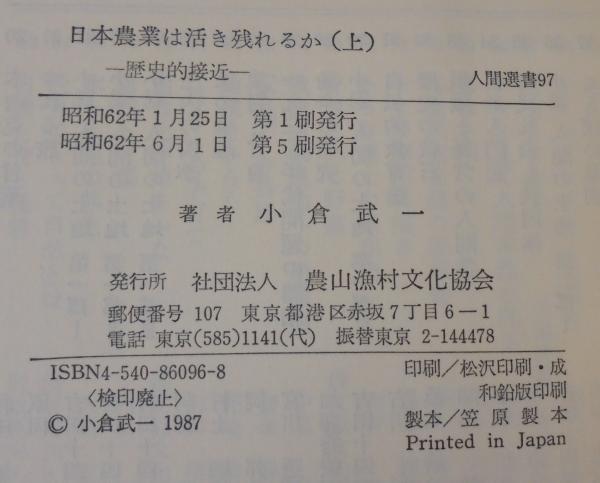 日本農業は活き残れるか(上)
—歴史的接近—
人間選書97
昭和62年1月25日 第1刷発行
昭和62年6月1日 第5刷発行
著者 小倉武一
発行所 社団法人 農山漁村文化協会
郵便番号 107 東京都港区赤坂7丁目6−1
電話 東京(585)1141(代) 振替東京 2-144478
ISBN4-540-86096-8
〈検印廃止〉
© 小倉武一 1987
印刷/松沢印刷・成
和鉛版印刷
製本/笠原製本
Printed in Japan